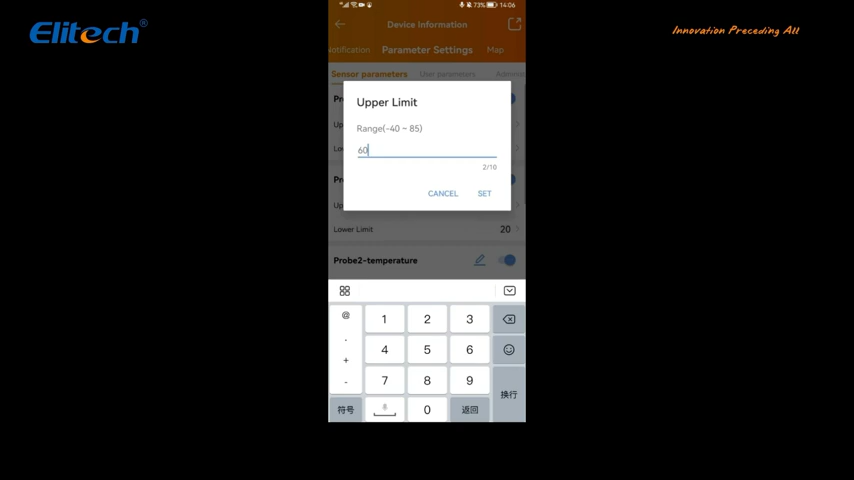 Elitech®
Innovation Preceding All
73% 14:06
Device Information
Notification Parameter Settings Map
Sensor parameters User parameters
Upper Limit
Range(-40 ~ 85)
60
2/10
CANCEL SET
Lower Limit 20
Probe2-temperature
@ 1 2 3
.
4 5 6
+
- 7 8 9
换行
符号 0 返回